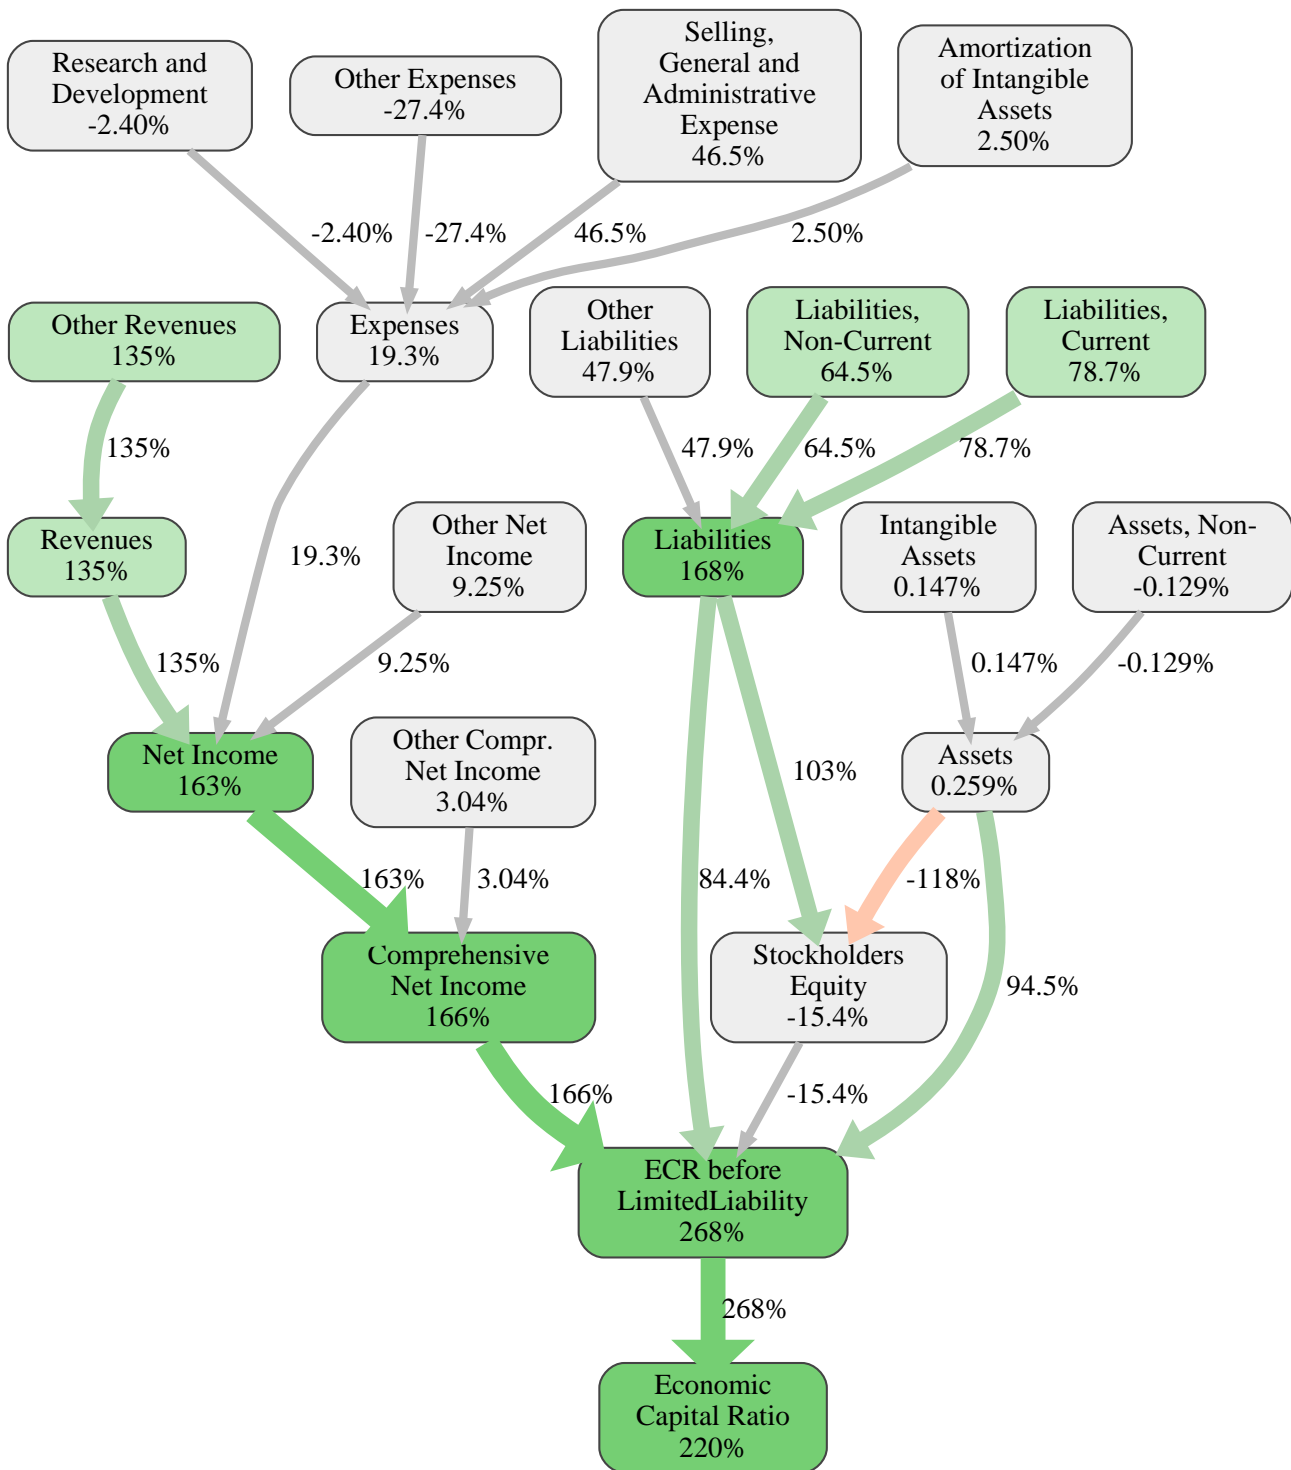 Research and
Development
-2.40%
Other Expenses
-27.4%
Selling,
General and
Administrative
Expense
46.5%
Amortization
of Intangible
Assets
2.50%
-2.40%
-27.4%
46.5%
2.50%
Other Revenues
135%
Expenses
19.3%
Other
Liabilities
47.9%
Liabilities,
Non-Current
64.5%
Liabilities,
Current
78.7%
135%
47.9%
64.5%
78.7%
Revenues
135%
19.3%
Other Net
Income
9.25%
Liabilities
168%
Intangible
Assets
0.147%
Assets, Non-
Current
-0.129%
135%
9.25%
0.147%
-0.129%
Net Income
163%
Other Compr.
Net Income
3.04%
103%
Assets
0.259%
163%
3.04%
84.4%
-118%
Comprehensive
Net Income
166%
Stockholders
Equity
-15.4%
94.5%
166%
-15.4%
ECR before
LimitedLiability
268%
268%
Economic
Capital Ratio
220%